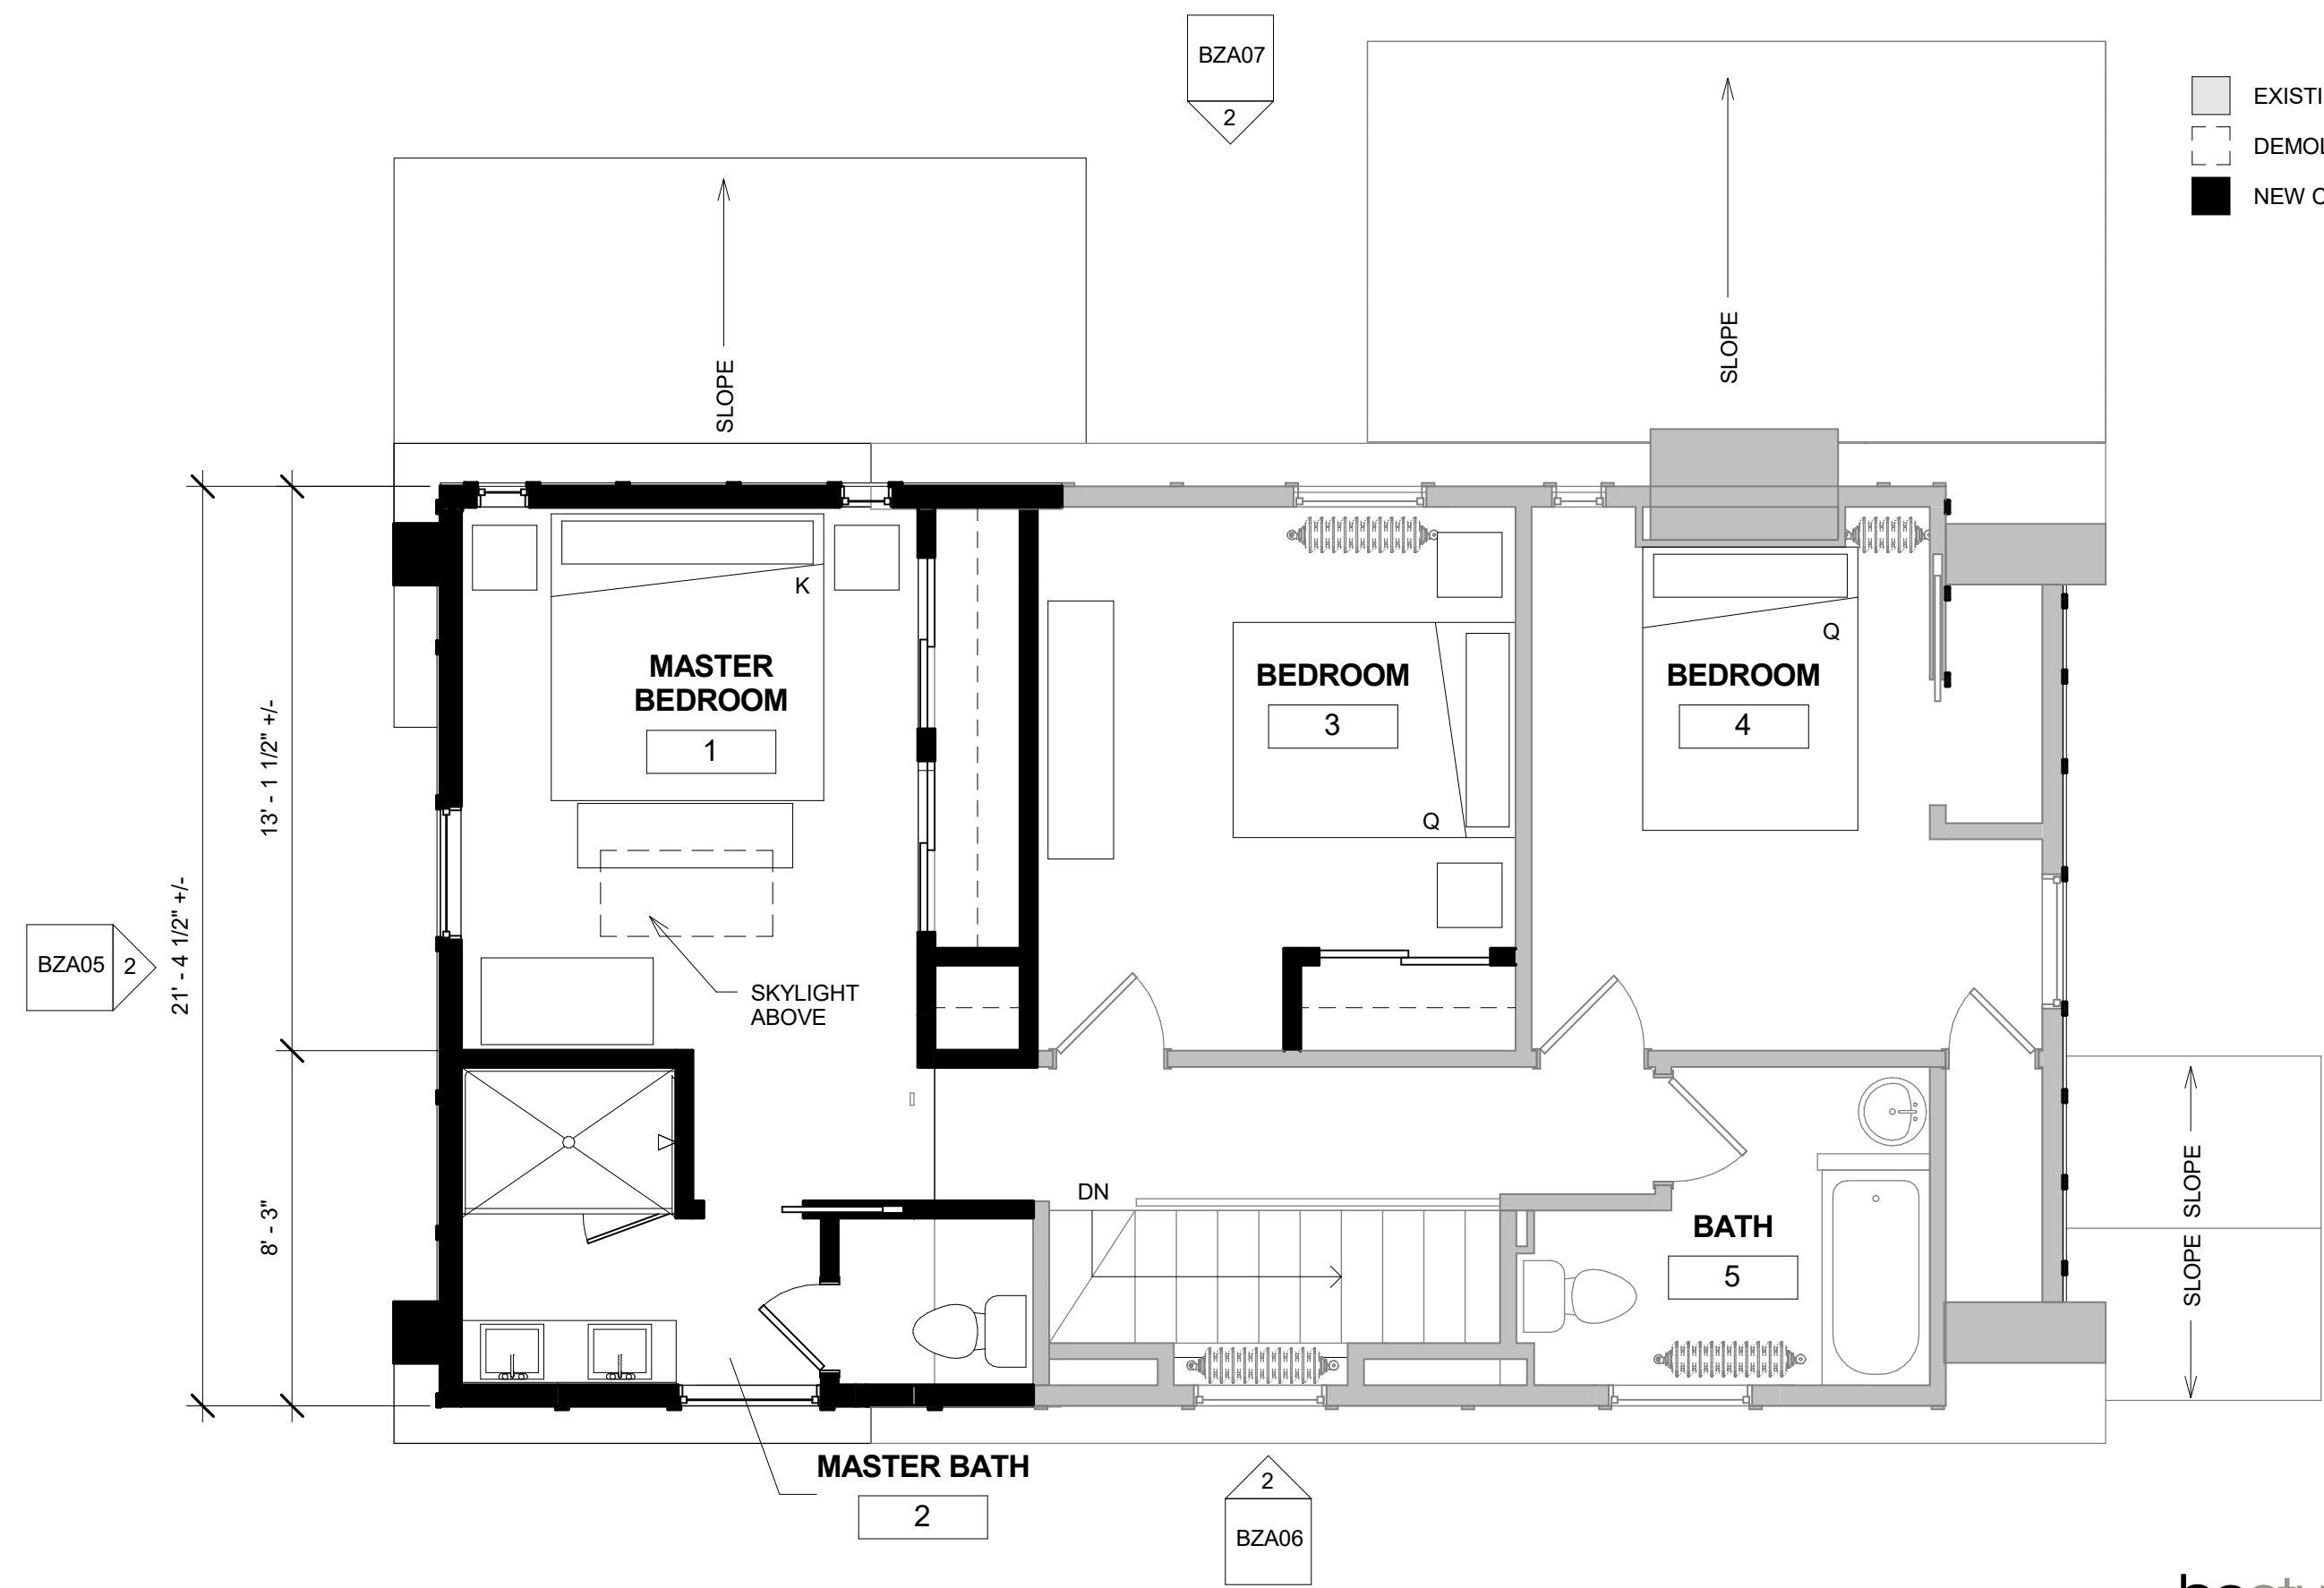 BZA07
2
EXISTI
DEMOL
NEW C
SLOPE
SLOPE
K
MASTER
BEDROOM
1
BEDROOM
3
Q
BEDROOM
4
Q
13' - 1 1/2" +/-
21' - 4 1/2" +/-
8' - 3"
BZA05
2
SKYLIGHT
ABOVE
DN
BATH
5
SLOPE
SLOPE
MASTER BATH
2
2
BZA06